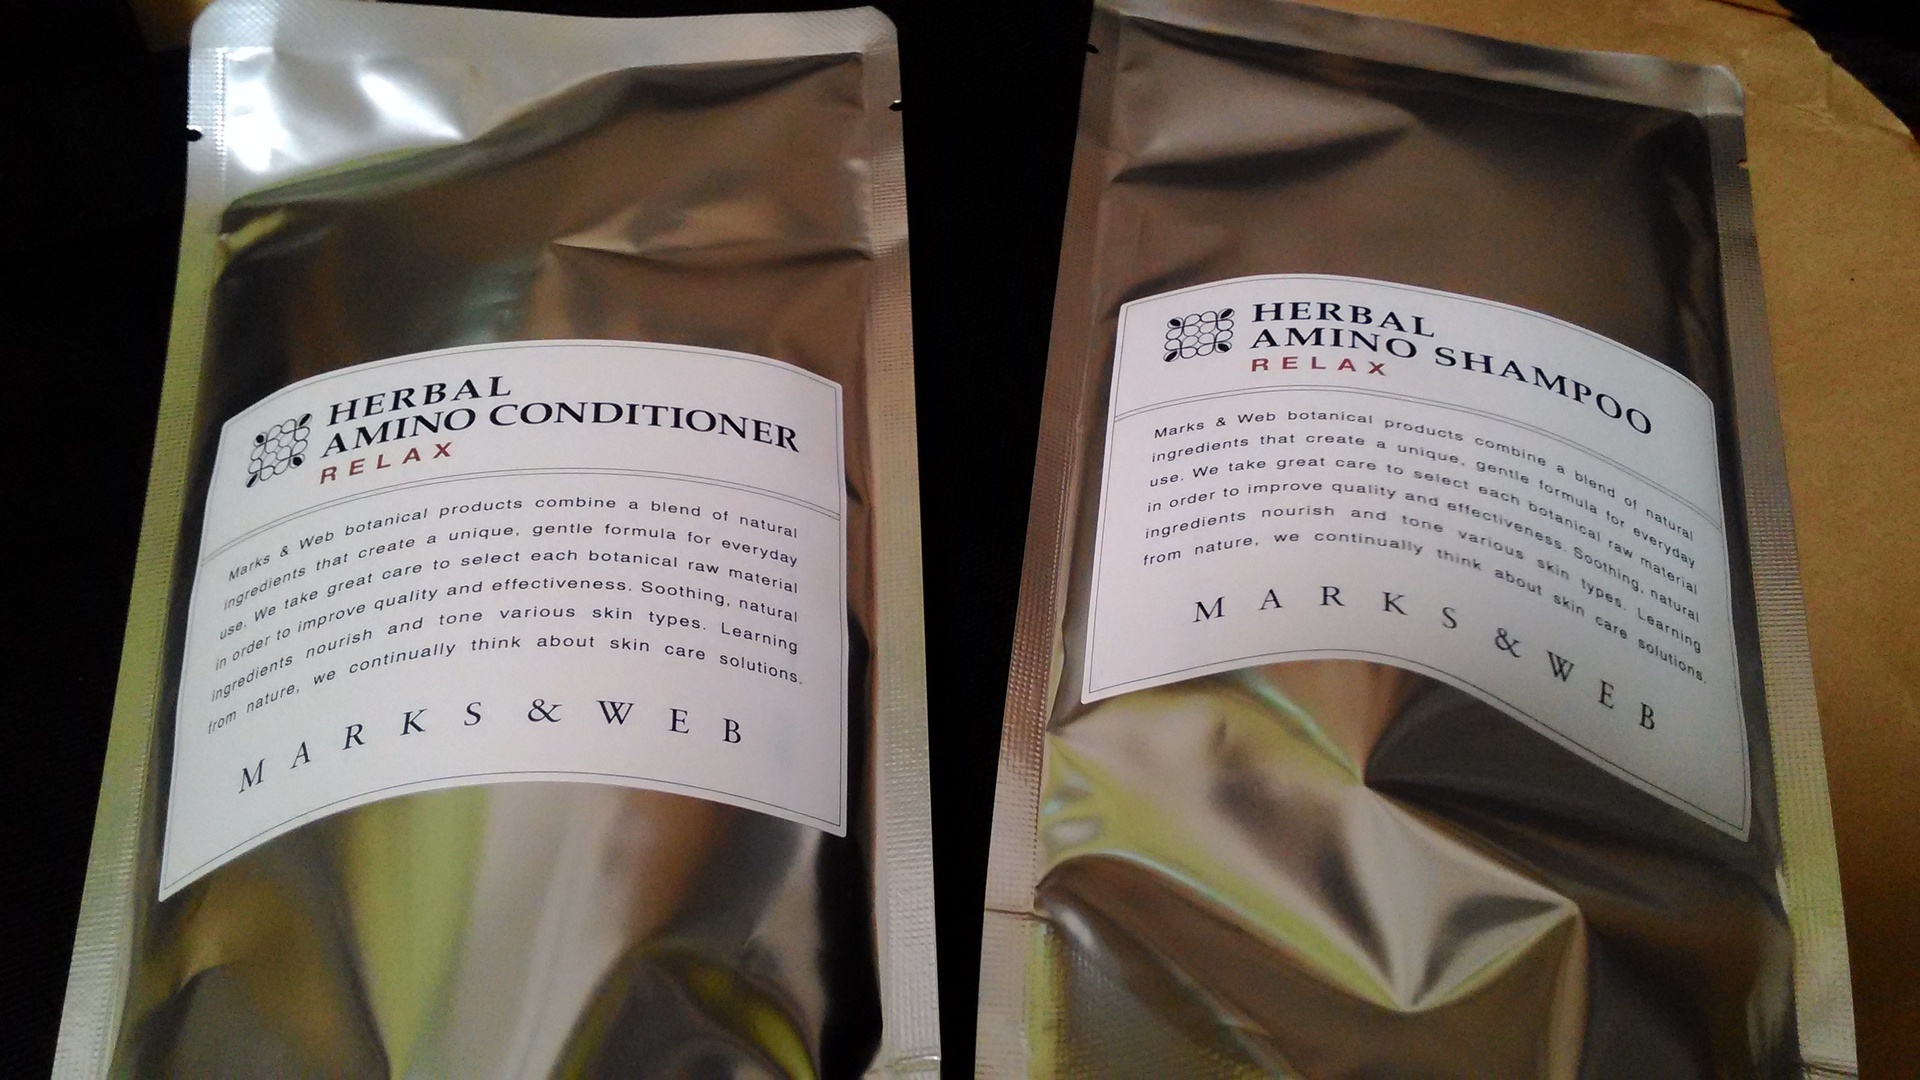 HERBAL
AMINO CONDITIONER
RELAX
Marks & Web botanical products combine a blend of natural
ingredients that create a unique, gentle formula for everyday
use. We take great care to select each botanical raw material
in order to improve quality and effectiveness. Soothing, natural
ingredients nourish and tone various skin types. Learning
from nature, we continually think about skin care solutions.
MARKS & WEB
HERBAL
AMINO SHAMPOO
RELAX
Marks & Web botanical products combine a blend of natural
ingredients that create a unique, gentle formula for everyday
use. We take great care to select each botanical raw material
in order to improve quality and effectiveness. Soothing, natural
ingredients nourish and tone various skin types. Learning
from nature, we continually think about skin care solutions.
MARKS & WEB